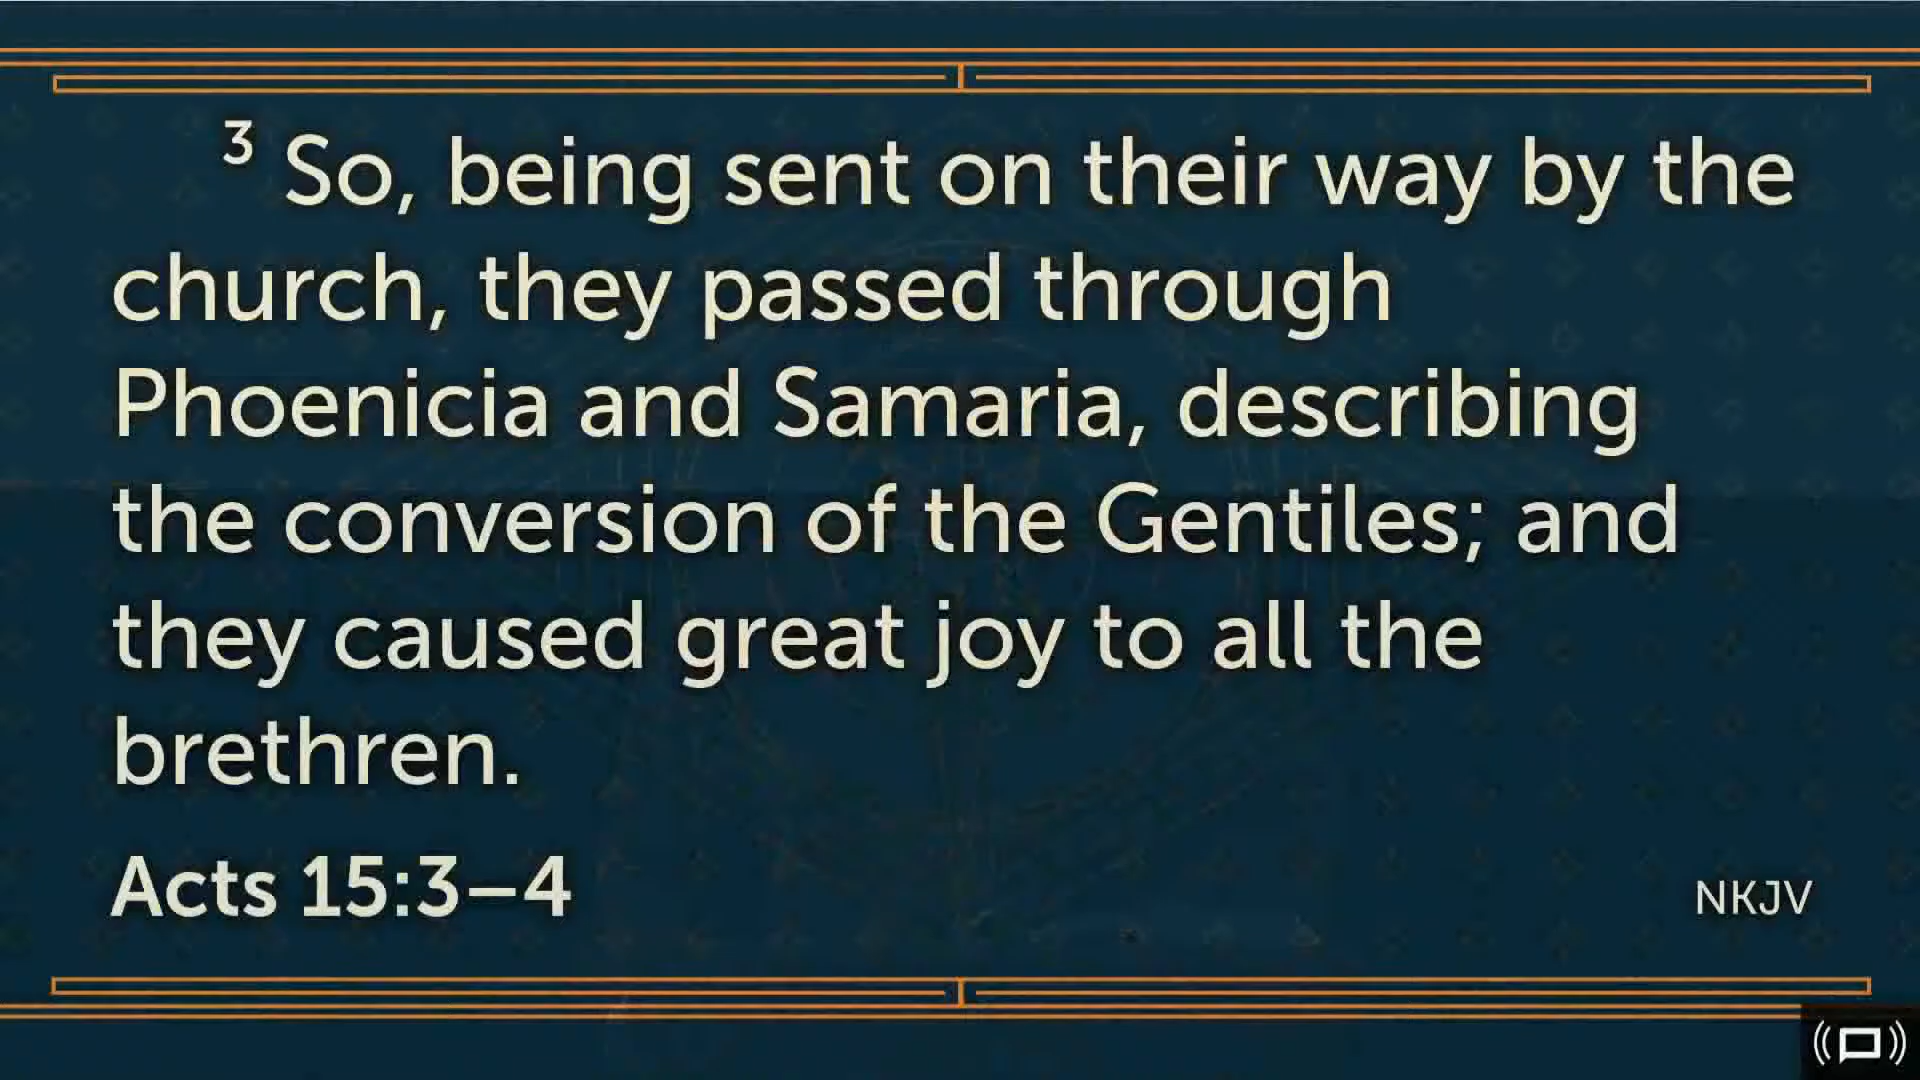 ³ So, being sent on their way by the
church, they passed through
Phoenicia and Samaria, describing
the conversion of the Gentiles; and
they caused great joy to all the
brethren.
Acts 15:3–4
NKJV